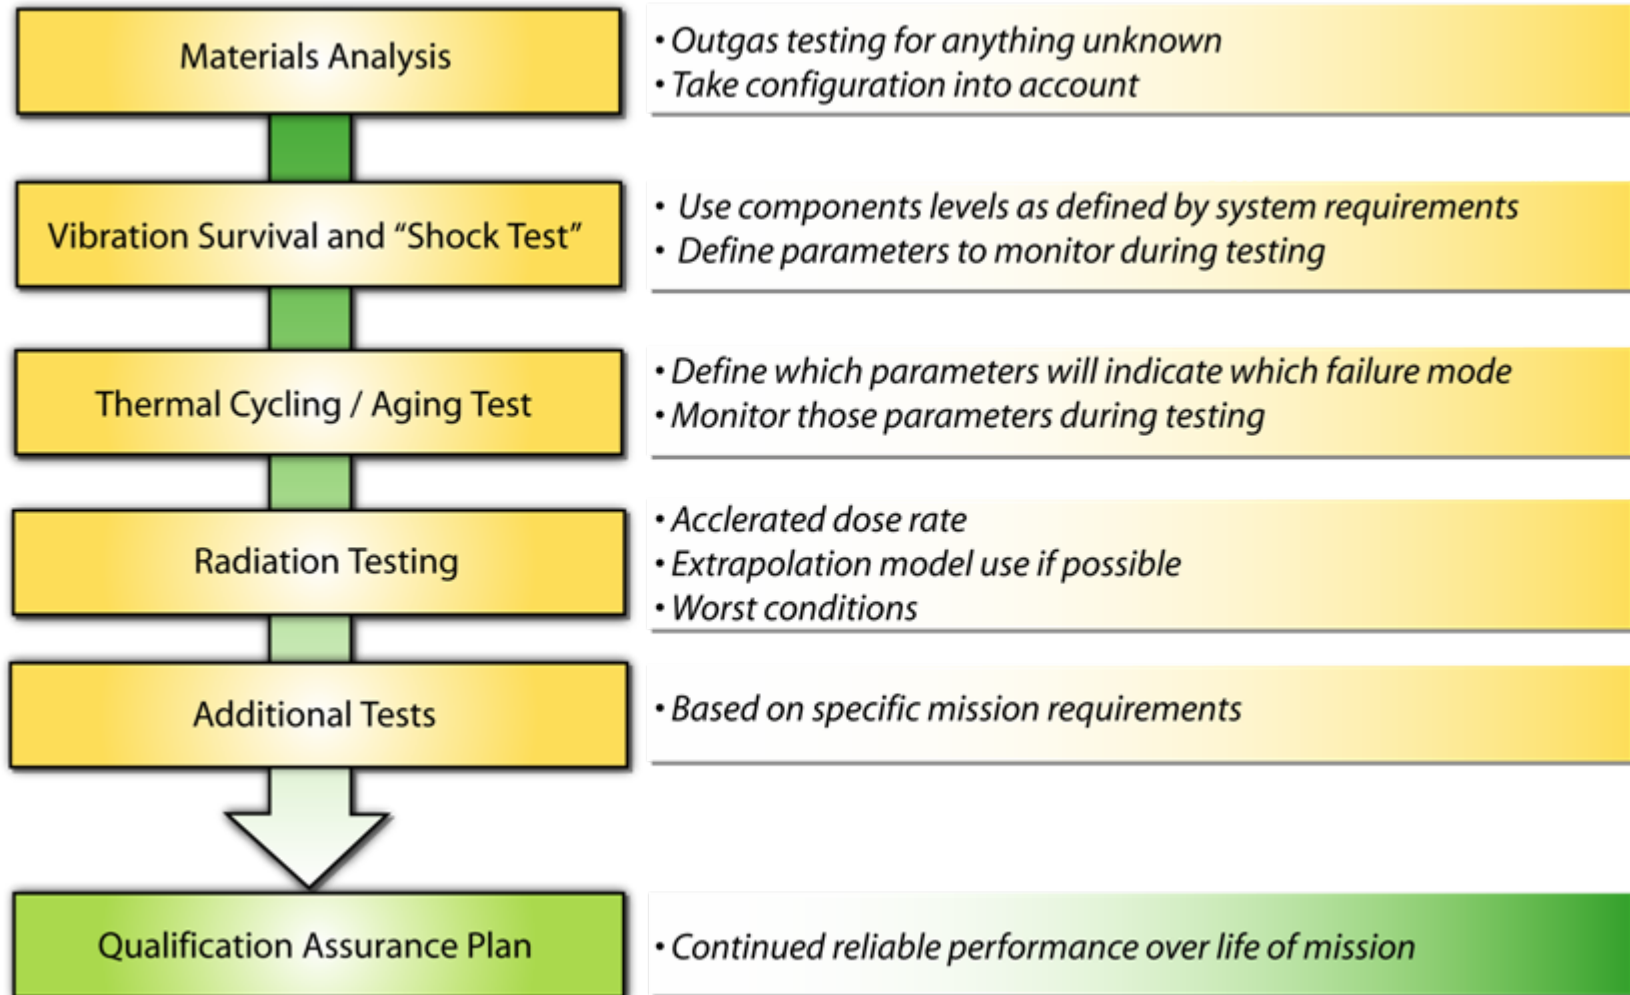 Materials Analysis
• Outgas testing for anything unknown
• Take configuration into account
Vibration Survival and “Shock Test”
• Use components levels as defined by system requirements
• Define parameters to monitor during testing
Thermal Cycling / Aging Test
• Define which parameters will indicate which failure mode
• Monitor those parameters during testing
Radiation Testing
• Acclerated dose rate
• Extrapolation model use if possible
• Worst conditions
Additional Tests
• Based on specific mission requirements
Qualification Assurance Plan
• Continued reliable performance over life of mission